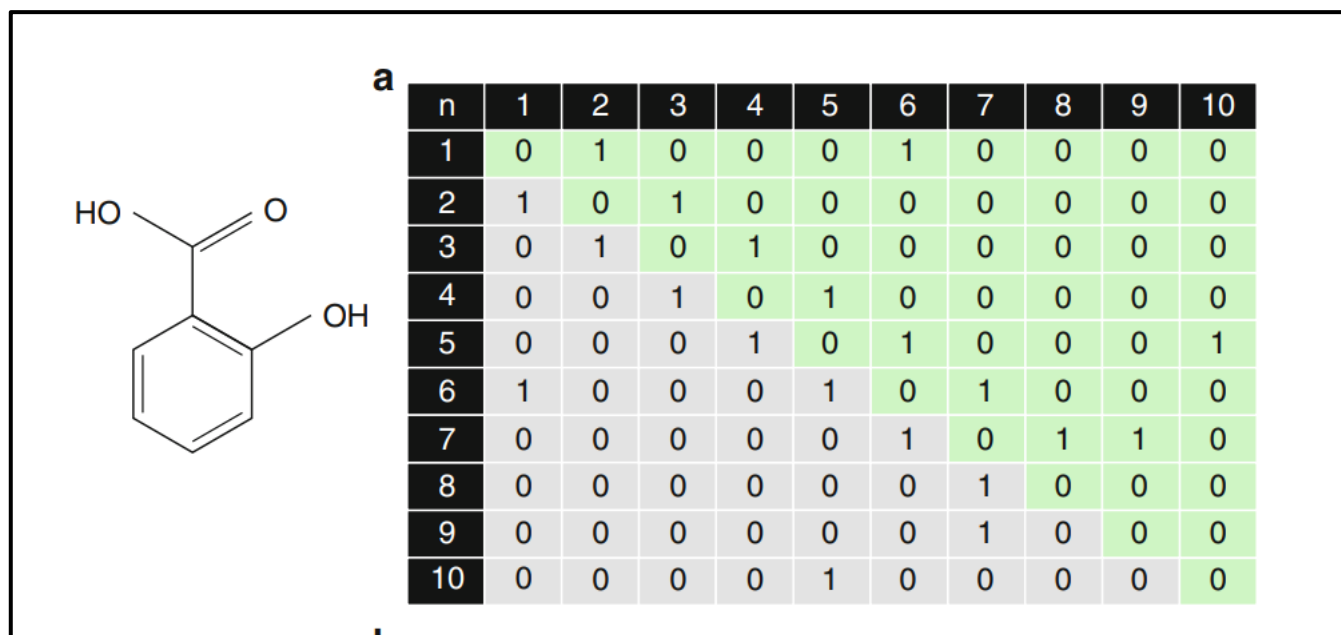 a
n 1 2 3 4 5 6 7 8 9 10
1 0 1 0 0 0 1 0 0 0 0
HO O
2 1 0 1 0 0 0 0 0 0 0
3 0 1 0 1 0 0 0 0 0 0
4 0 0 1 0 1 0 0 0 0 0
OH
5 0 0 0 1 0 1 0 0 0 1
6 1 0 0 0 1 0 1 0 0 0
7 0 0 0 0 0 1 0 1 1 0
8 0 0 0 0 0 0 1 0 0 0
9 0 0 0 0 0 0 1 0 0 0
10 0 0 0 0 1 0 0 0 0 0